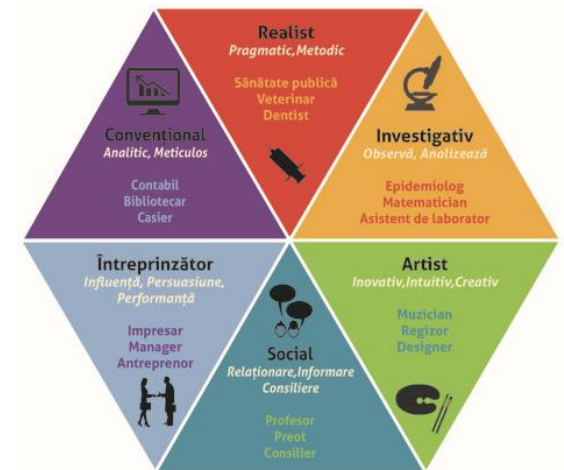 Realist
Pragmatic,Metodic
Sănătate publică
Veterinar
Dentist
Convențional
Analitic, Meticulos
Contabil
Bibliotecar
Casier
Investigativ
Observă, Analizează
Epidemiolog
Matematician
Asistent de laborator
Întreprinzător
Influență, Persuasiune,
Performanță
Impresar
Manager
Antreprenor
Social
Relaționare,Informare
Consiliere
Profesor
Preot
Consilier
Artist
Inovativ,Intuitiv,Creativ
Muzician
Regizor
Designer